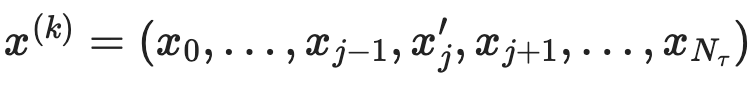 x^{(k)} = (x_0, \ldots, x_{j-1}, x'_j, x_{j+1}, \ldots, x_{N_\tau})